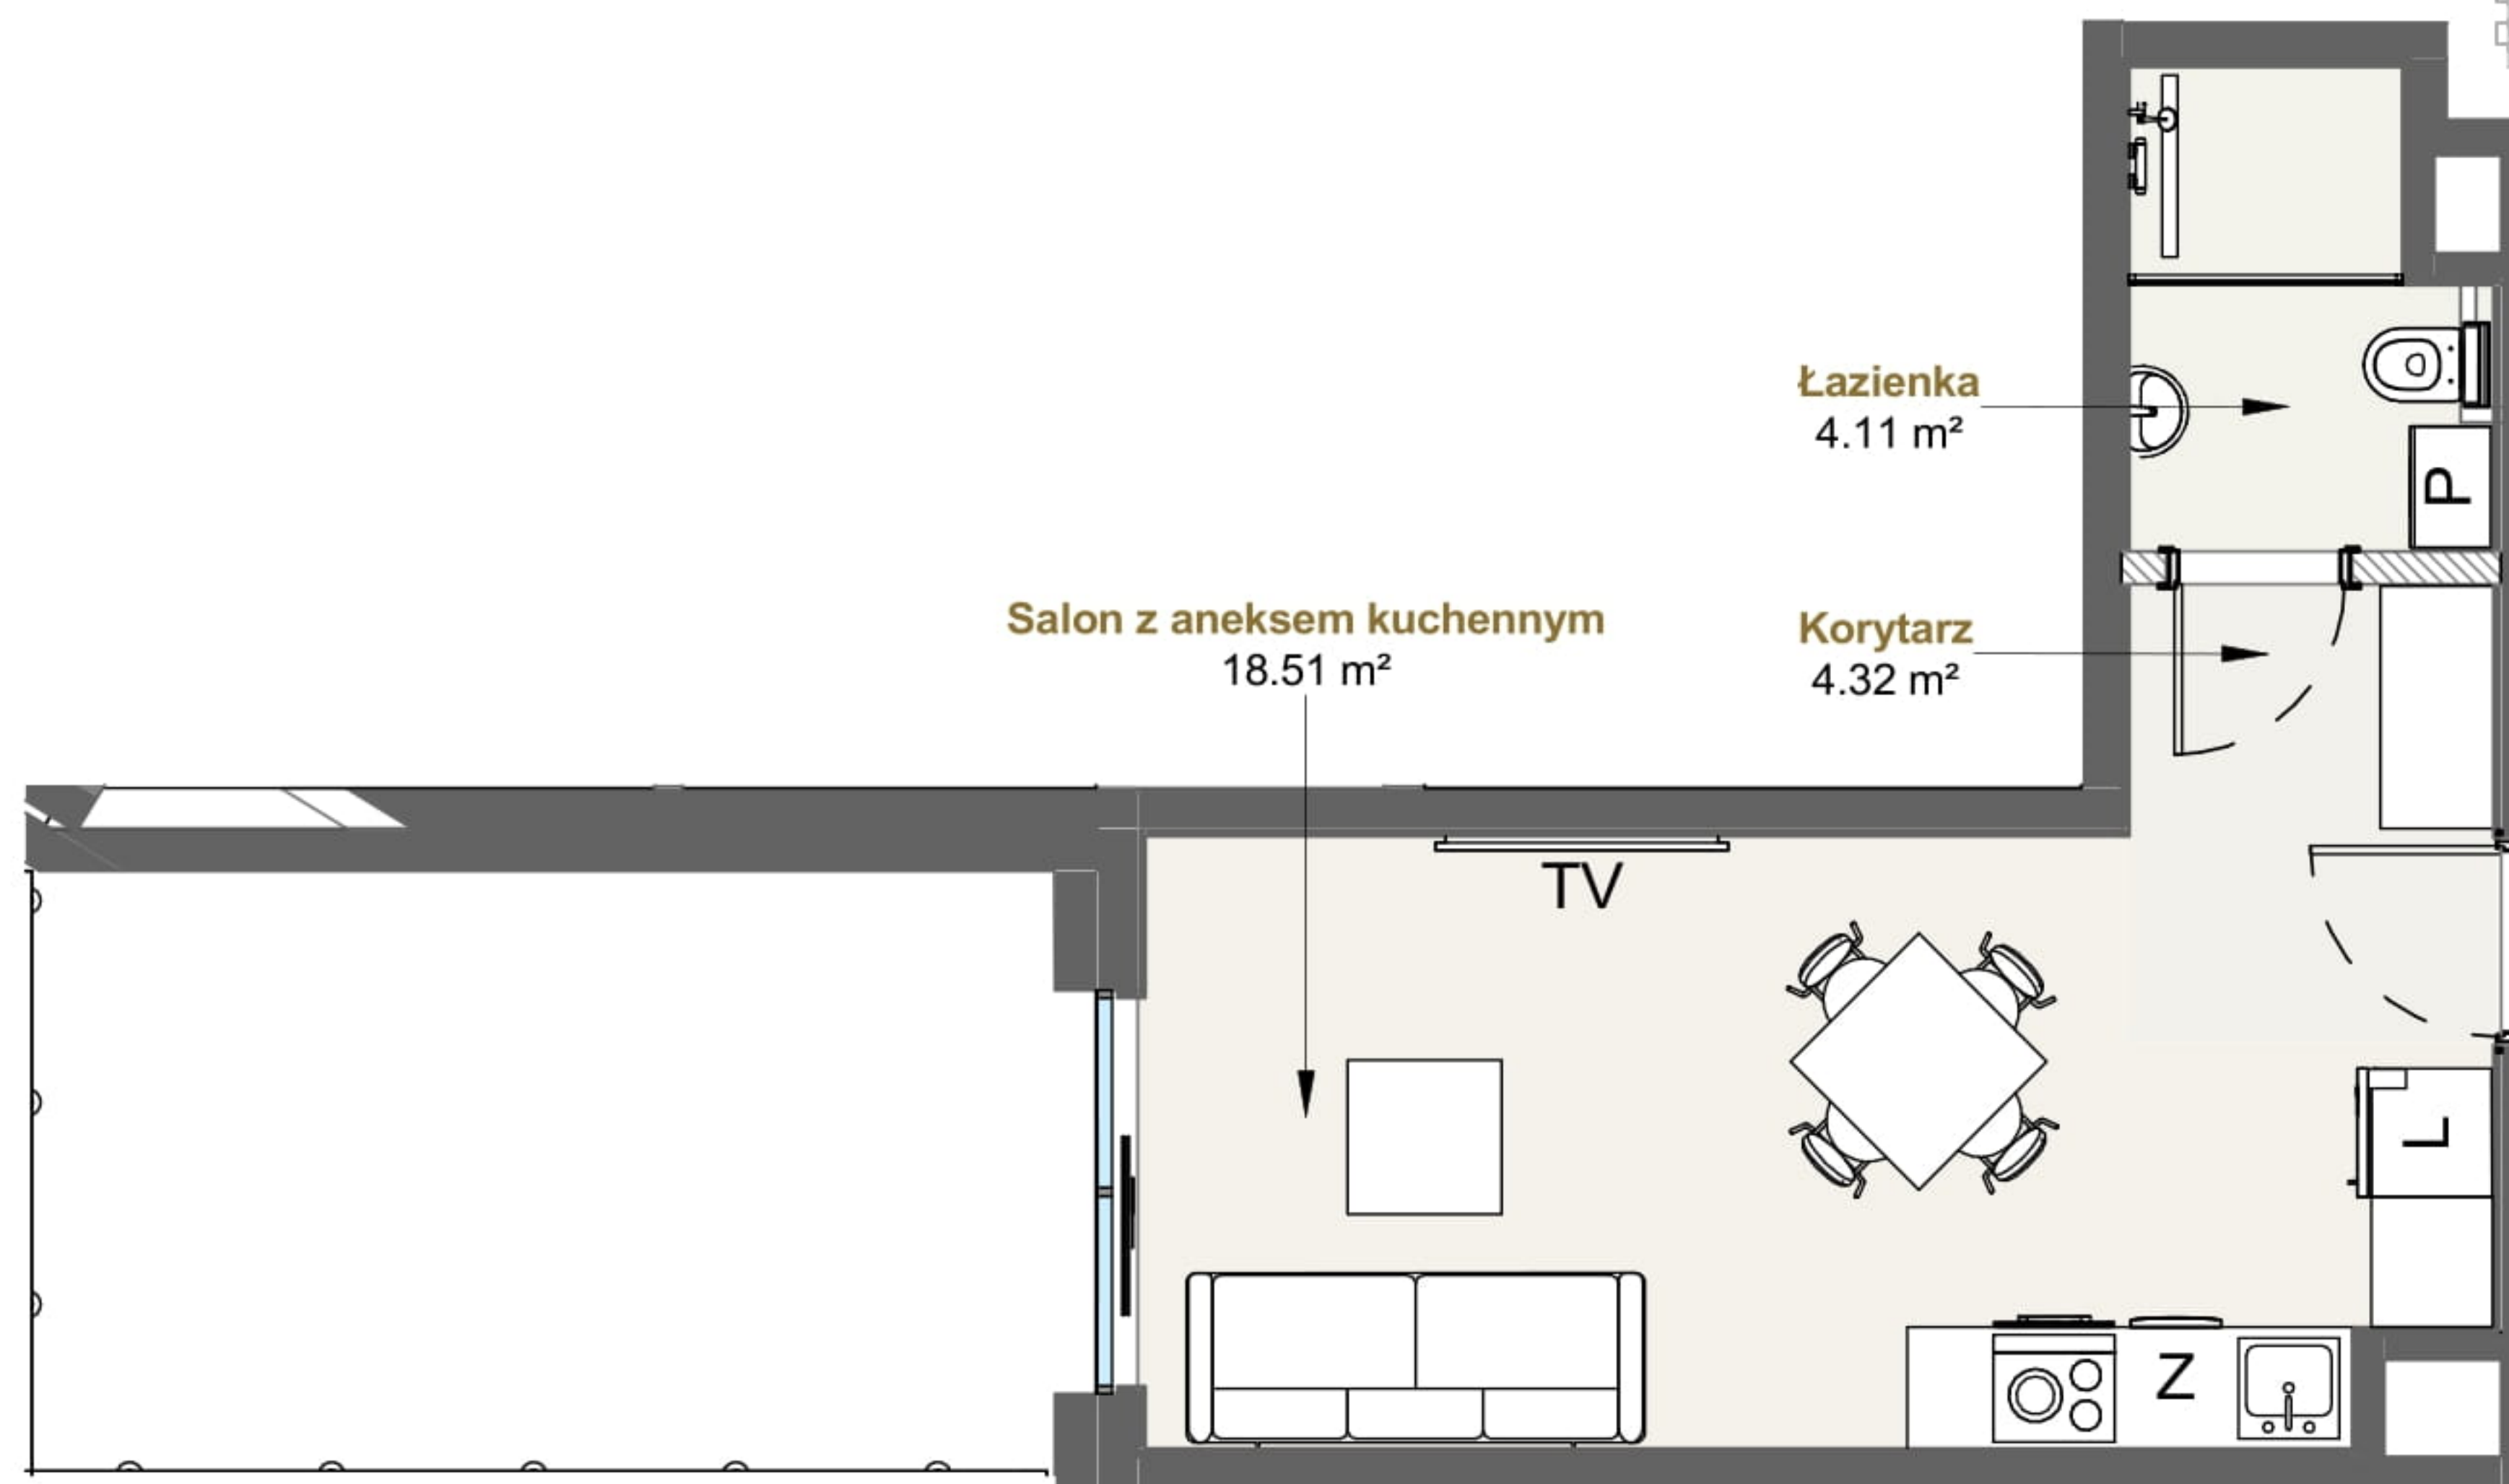 Łazienka
4.11 m²
P
Salon z aneksem kuchennym
18.51 m²
Korytarz
4.32 m²
TV
L
Z